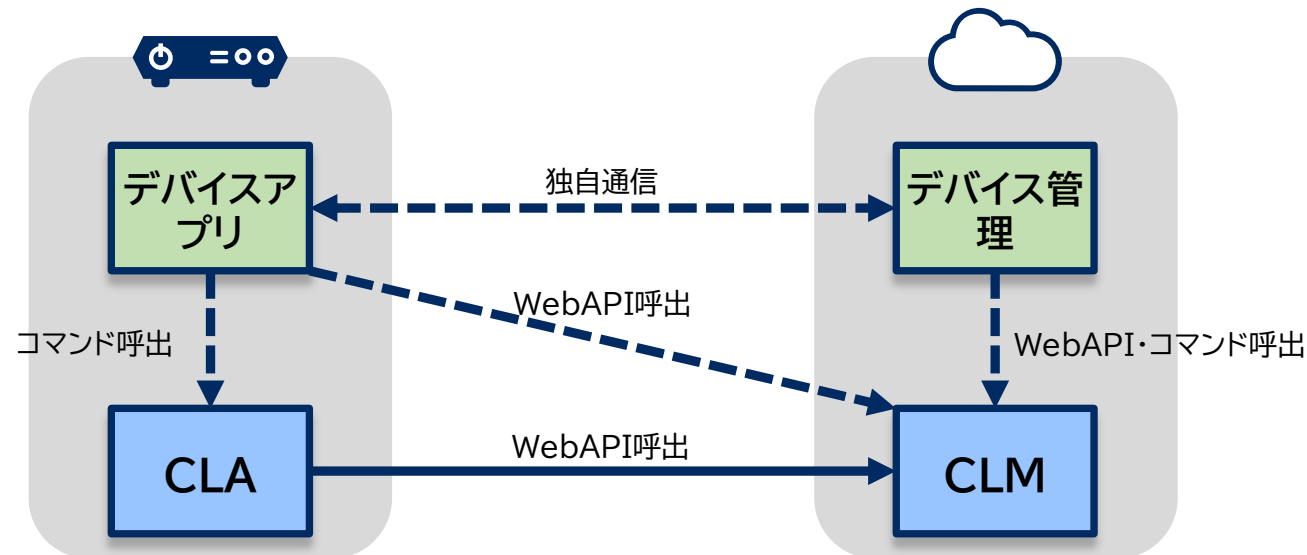 デバイスア
プリ
独自通信
デバイス管
理
WebAPI呼出
コマンド呼出
WebAPI・コマンド呼出
CLA
WebAPI呼出
CLM